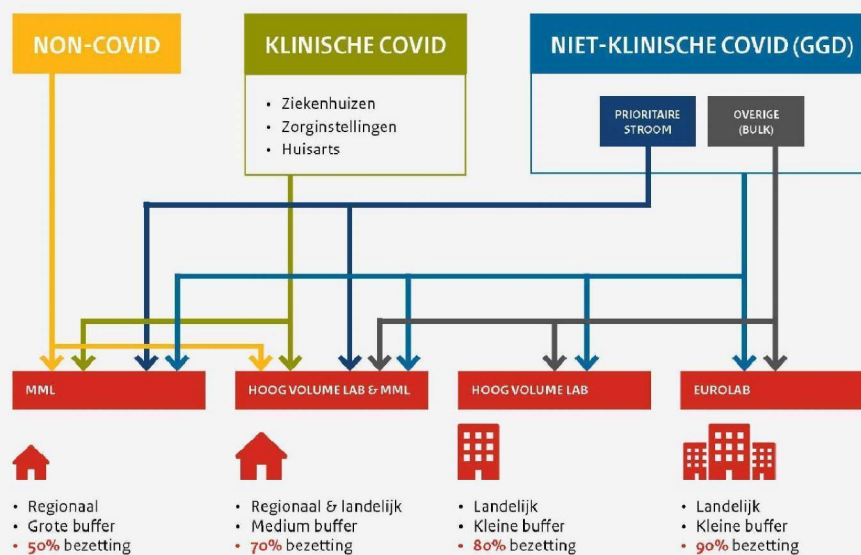 NON-COVID
KLINISCHE COVID
• Ziekenhuizen
• Zorginstellingen
• Huisarts
NIET-KLINISCHE COVID (GGD)
PRIORITAIRE
STROOM
OVERIGE
(BULK)
MML
HOOG VOLUME LAB & MML
HOOG VOLUME LAB
EUROLAB
• Regionaal
• Grote buffer
• 50% bezetting
• Regionaal & landelijk
• Medium buffer
• 70% bezetting
• Landelijk
• Kleine buffer
• 80% bezetting
• Landelijk
• Kleine buffer
• 90% bezetting